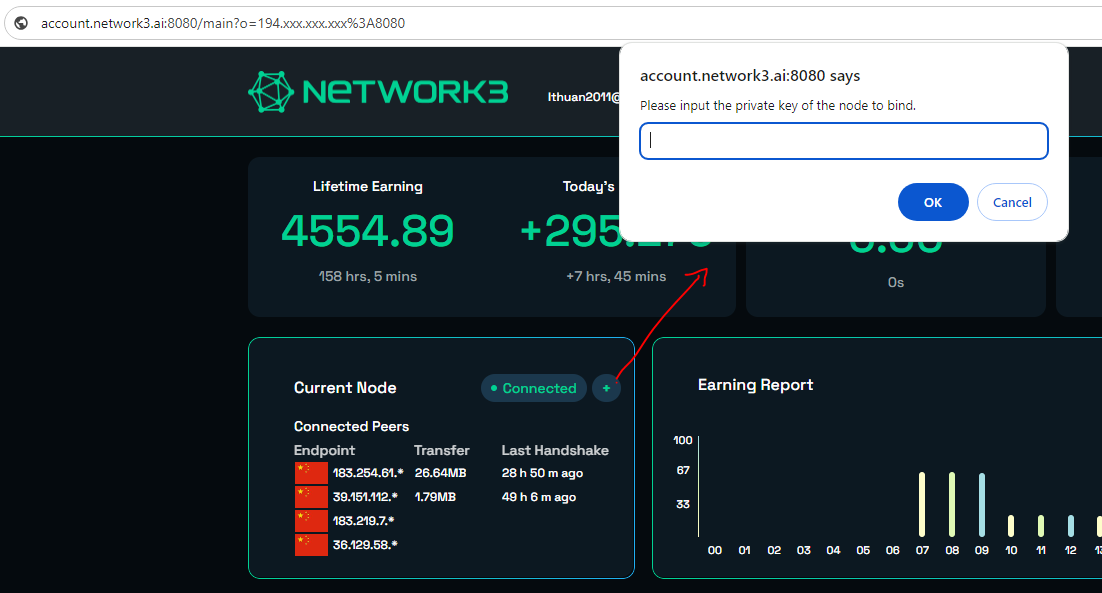 account.network3.ai:8080/main?o=194.xxx.xxx.xxx%3A8080
NETWORK3
lthuan2011@
account.network3.ai:8080 says
Please input the private key of the node to bind.
OK
Cancel
Lifetime Earning
4554.89
158 hrs, 5 mins
Today's
+295.
+7 hrs, 45 mins
0s
Current Node
Connected
+
Connected Peers
Endpoint Transfer Last Handshake
183.254.61.* 26.64MB 28 h 50 m ago
39.151.112.* 1.79MB 49 h 6 m ago
183.219.7.*
36.129.58.*
Earning Report
100
67
33
00 01 02 03 04 05 06 07 08 09 10 11 12